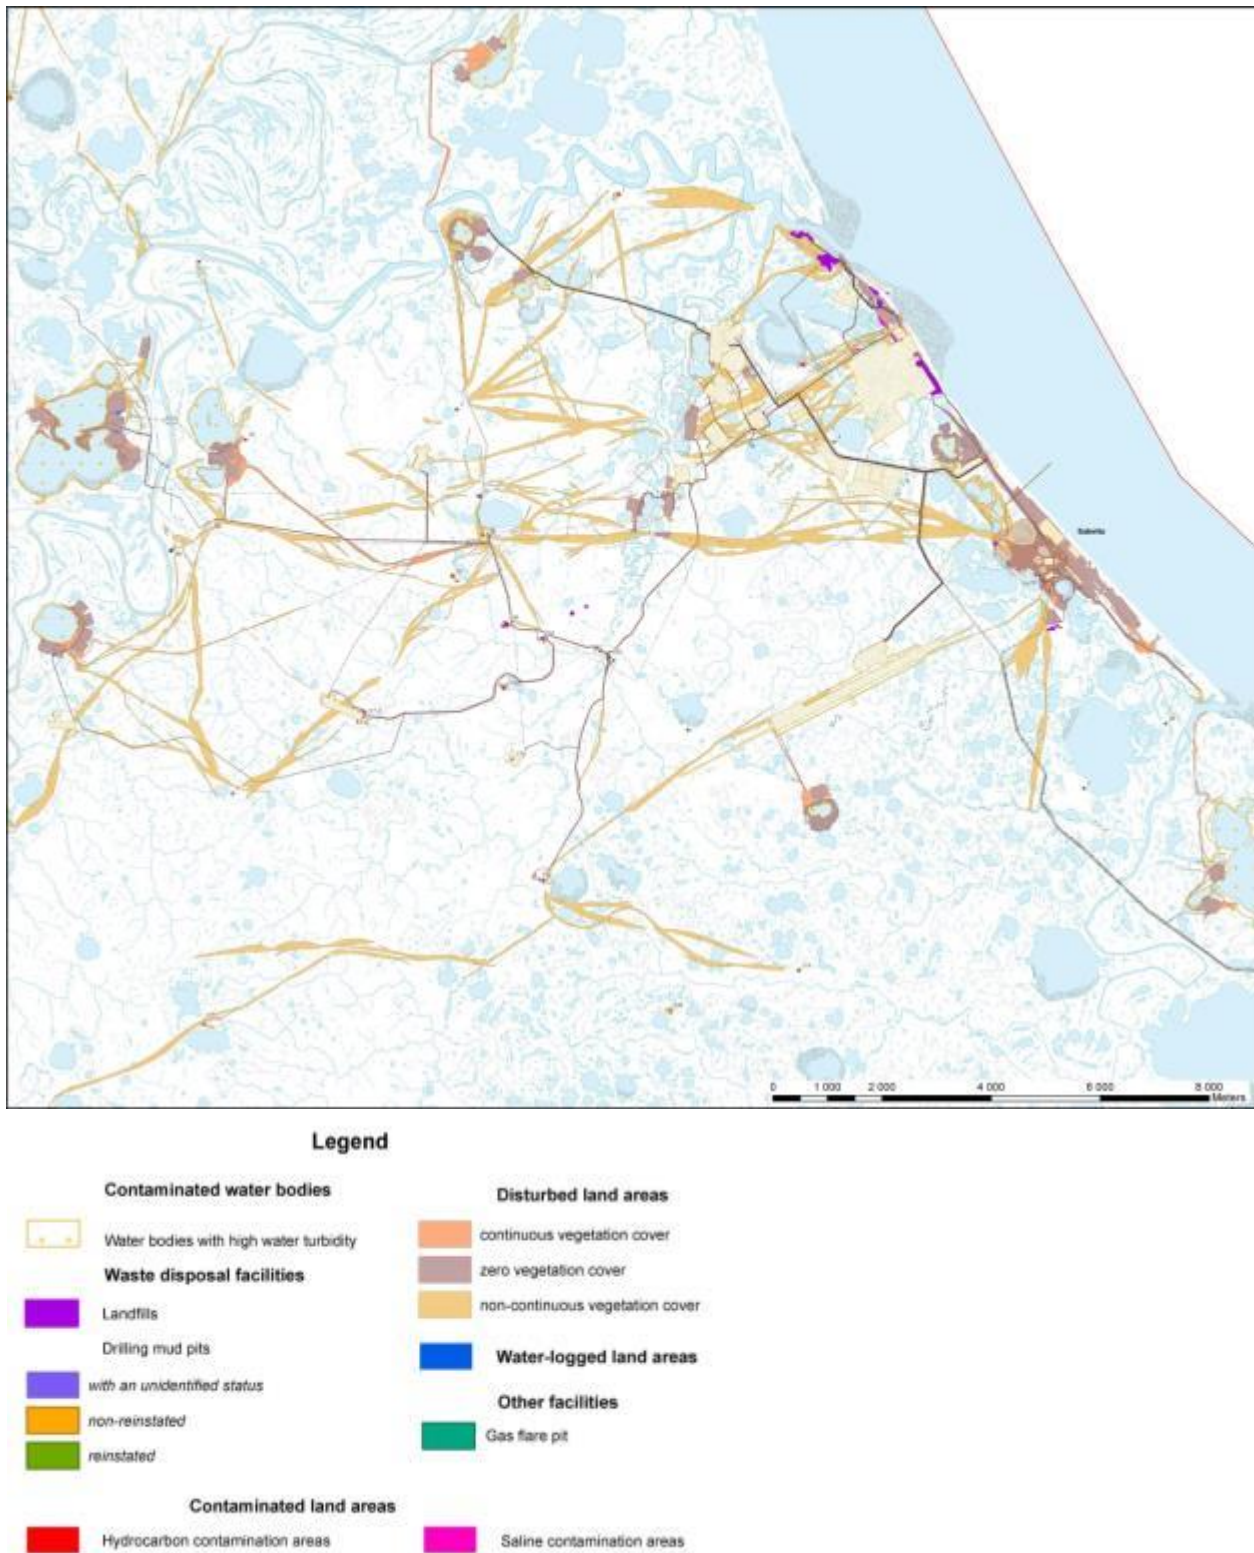 Sabetta
0 1 000 2 000 4 000 6 000 8 000
Meters
Legend
Contaminated water bodies
Water bodies with high water turbidity
Waste disposal facilities
Landfills
Drilling mud pits
with an unidentified status
non-reinstated
reinstated
Disturbed land areas
continuous vegetation cover
zero vegetation cover
non-continuous vegetation cover
Water-logged land areas
Other facilities
Gas flare pit
Contaminated land areas
Hydrocarbon contamination areas
Saline contamination areas